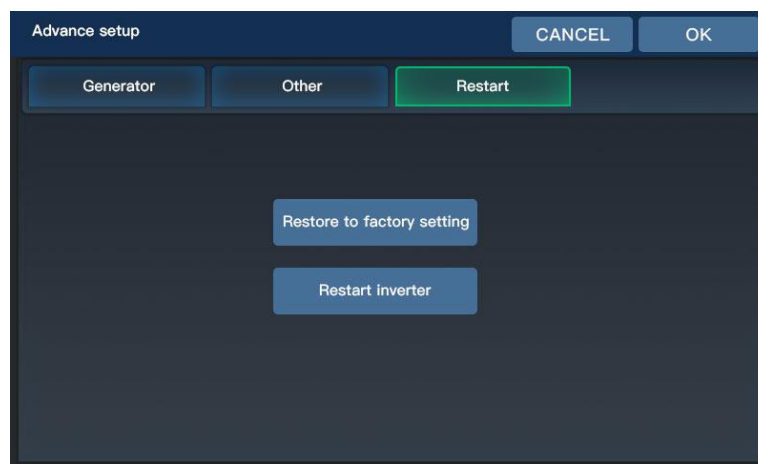 Advance setup
CANCEL
OK
Generator
Other
Restart
Restore to factory setting
Restart inverter